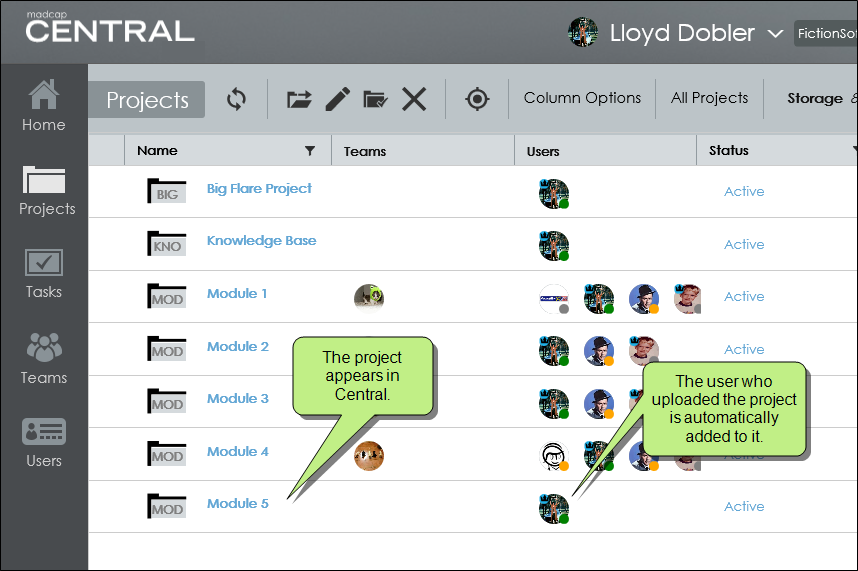 madcap
CENTRAL
Lloyd Dobler
FictionSof
Home
Projects
Tasks
Teams
Users
Projects
Column Options
All Projects
Storage &
Name
Teams
Users
Status
BIG
Big Flare Project
Active
KNO
Knowledge Base
Active
MOD
Module 1
Active
MOD
Module 2
Active
MOD
Module 3
MOD
Module 4
MOD
Module 5
Active
The project
appears in
Central.
The user who
uploaded the project
is automatically
added to it.